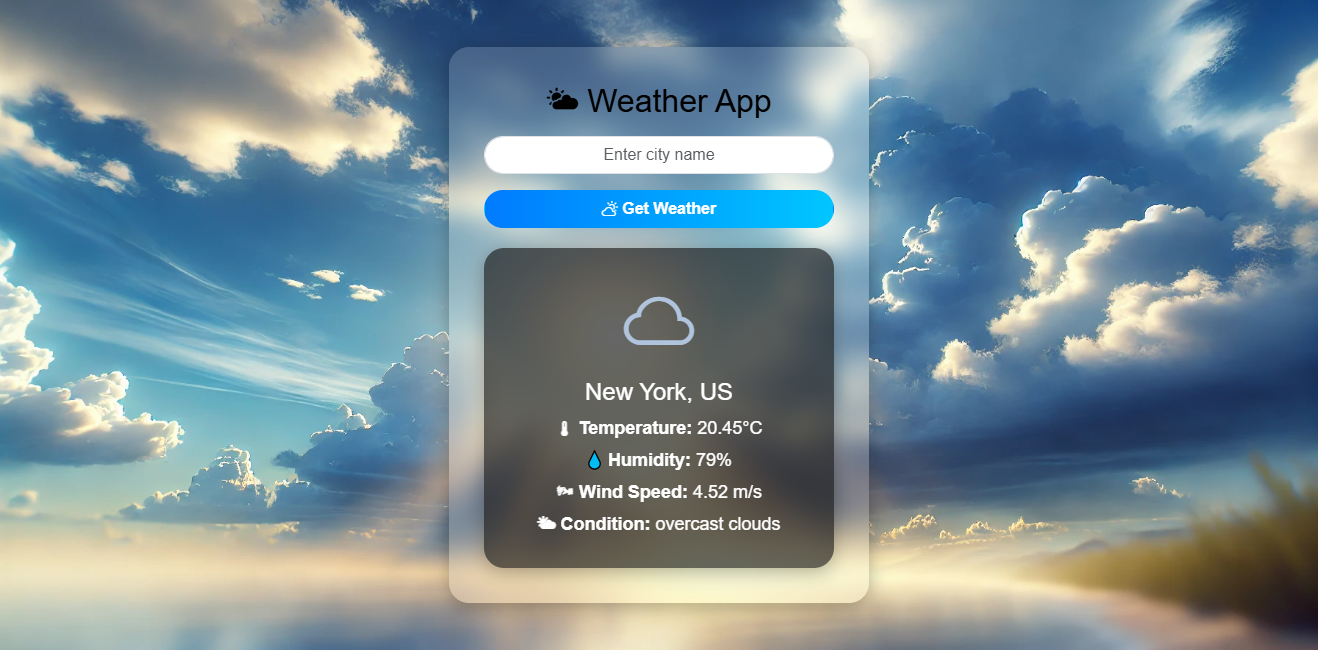 Weather App
Enter city name
Get Weather
New York, US
Temperature: 20.45°C
Humidity: 79%
Wind Speed: 4.52 m/s
Condition: overcast clouds